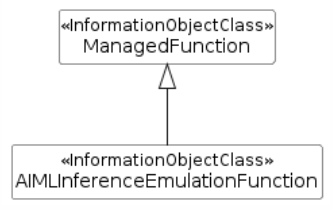 «InformationObjectClass»
ManagedFunction
«InformationObjectClass»
AIMLInferenceEmulationFunction